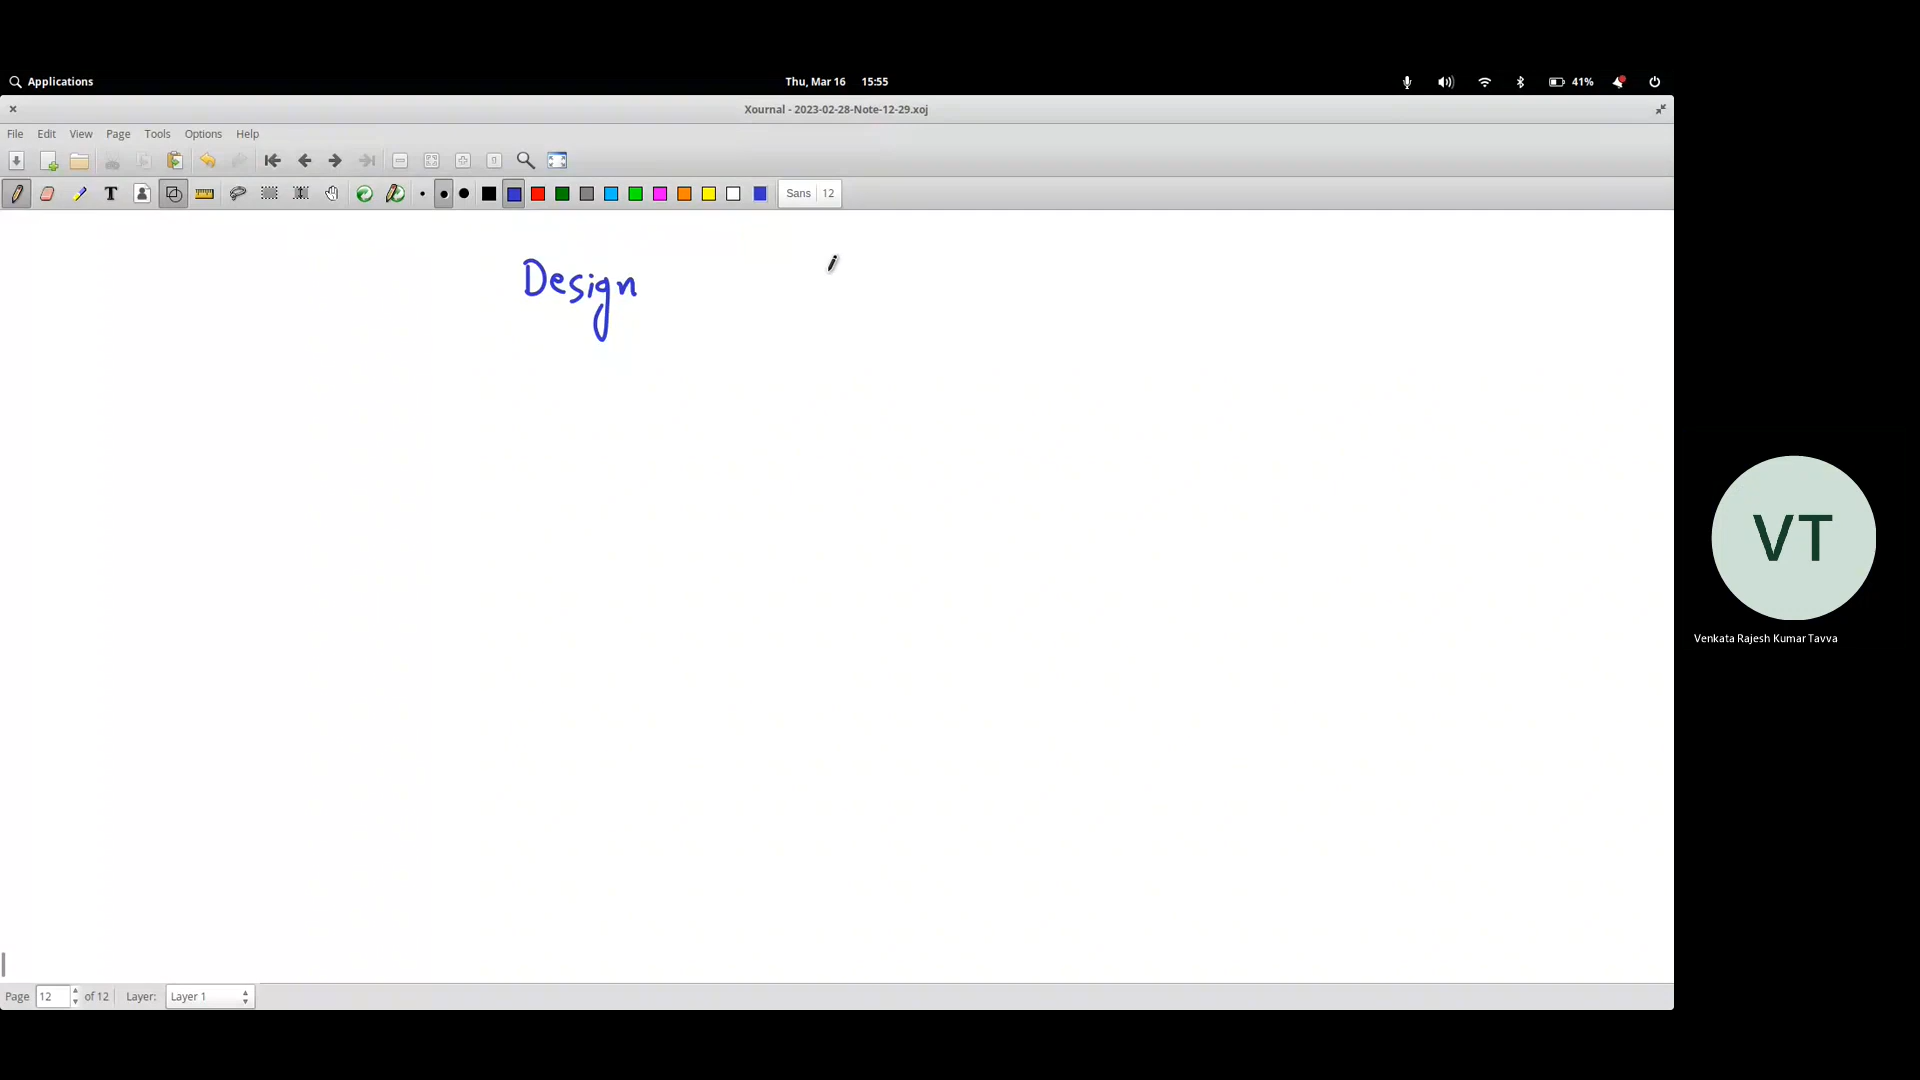 Applications
Thu, Mar 16 15:55
41%
Xournal - 2023-02-28-Note-12-29.xoj
File Edit View Page Tools Options Help
T
Sans 12
Design
VT
Venkata Rajesh Kumar Tavva
Page 12 of 12 Layer: Layer 1